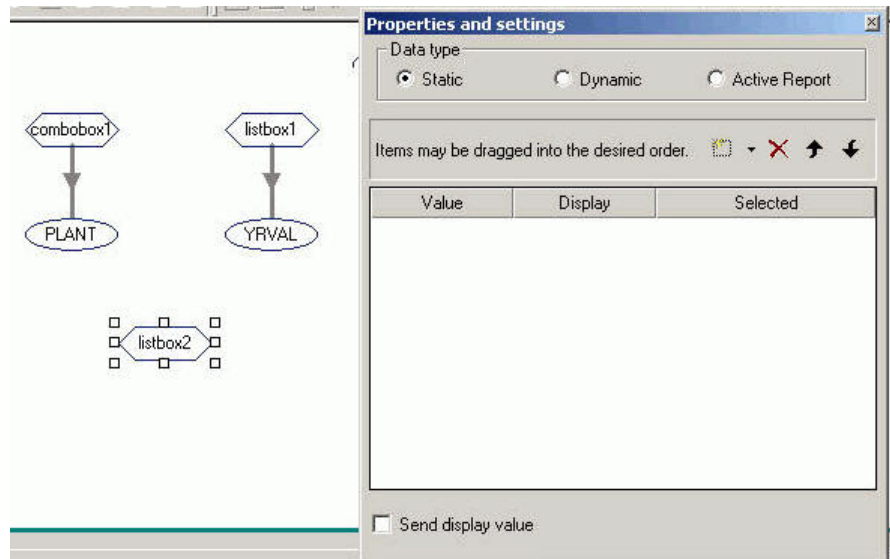 Properties and settings
Data type
Static Dynamic Active Report
combobox1 listbox1
Items may be dragged into the desired order.
Value Display Selected
PLANT YRVAL
listbox2
Send display value